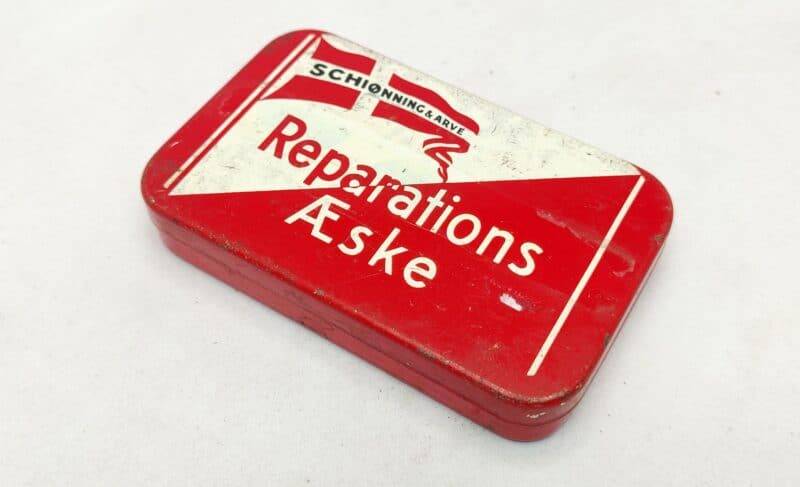 SCHIØNNING & ARVE
Reparations
Æske